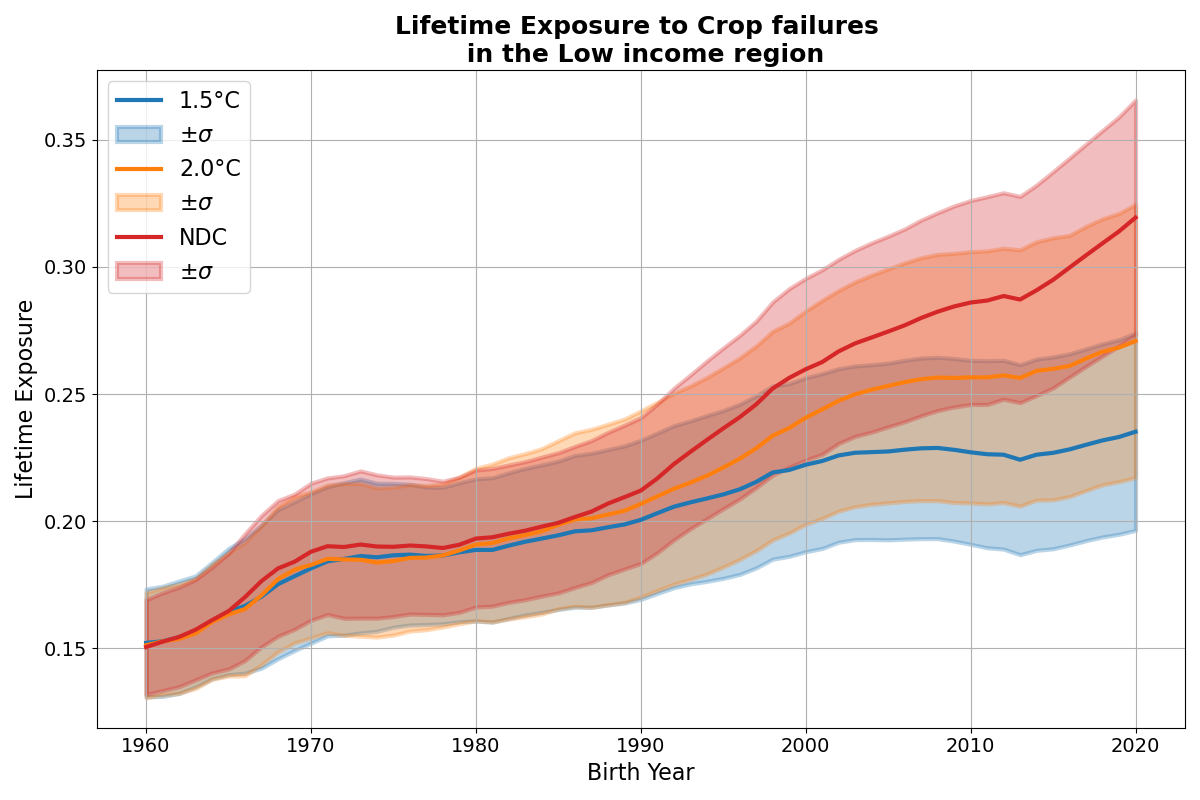 Lifetime Exposure to Crop failures
in the Low income region
1.5°C
±σ
2.0°C
±σ
NDC
±σ
Lifetime Exposure
0.35
0.30
0.25
0.20
0.15
1960 1970 1980 1990 2000 2010 2020
Birth Year